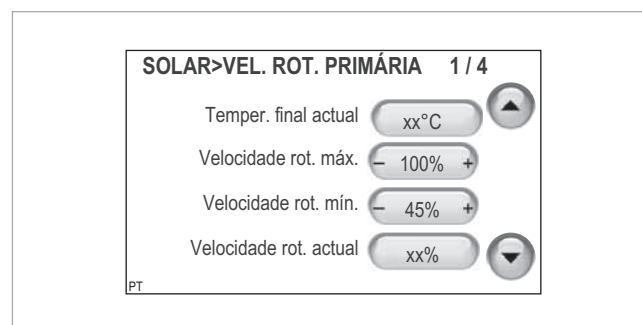 SOLAR>VEL. ROT. PRIMÁRIA 1 / 4
Temper. final actual xx°C
Velocidade rot. máx. – 100% +
Velocidade rot. mín. – 45% +
Velocidade rot. actual xx%
PT